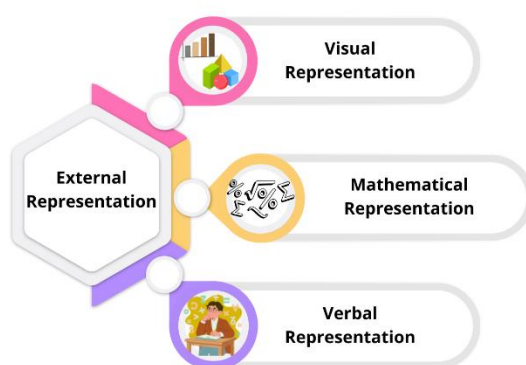 Visual
Representation
External
Representation
Mathematical
Representation
Verbal
Representation